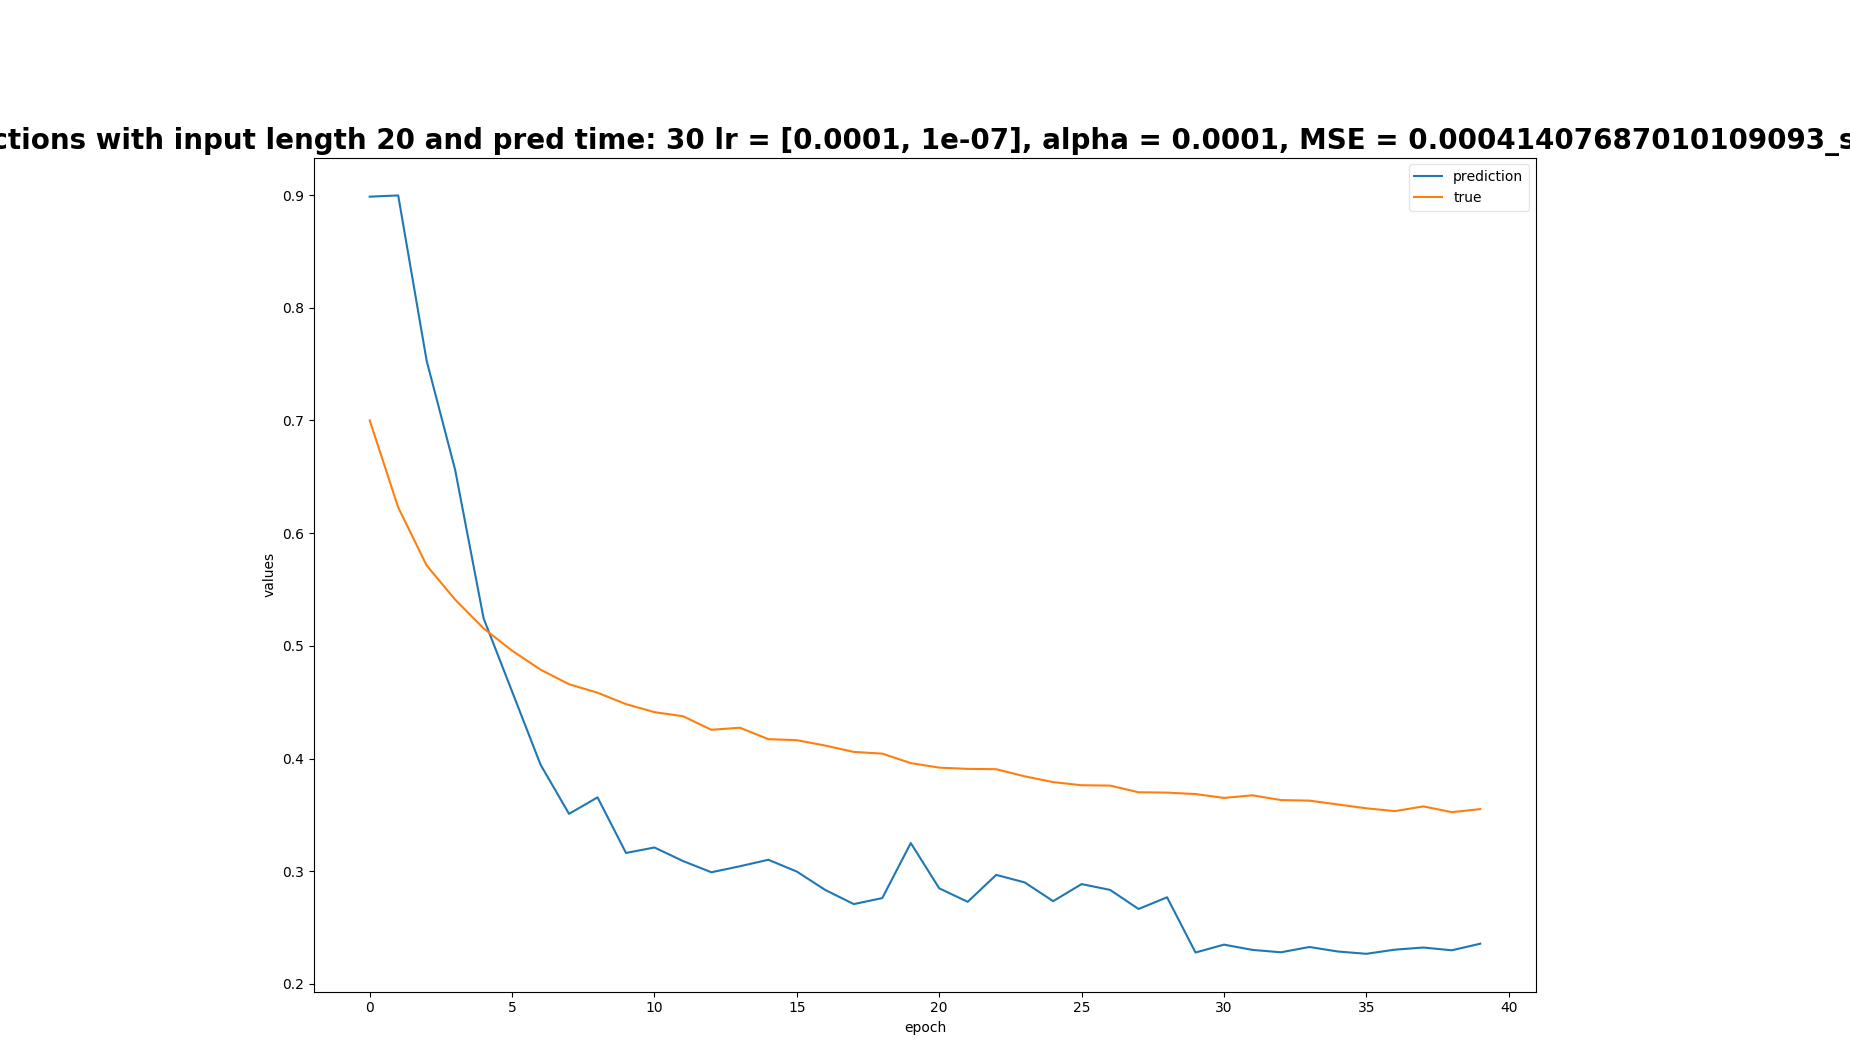 ctions with input length 20 and pred time: 30 lr = [0.0001, 1e-07], alpha = 0.0001, MSE = 0.00041407687010109093_s
prediction
true
0.9
0.8
0.7
0.6
0.5
0.4
0.3
0.2
values
0 5 10 15 20 25 30 35 40
epoch